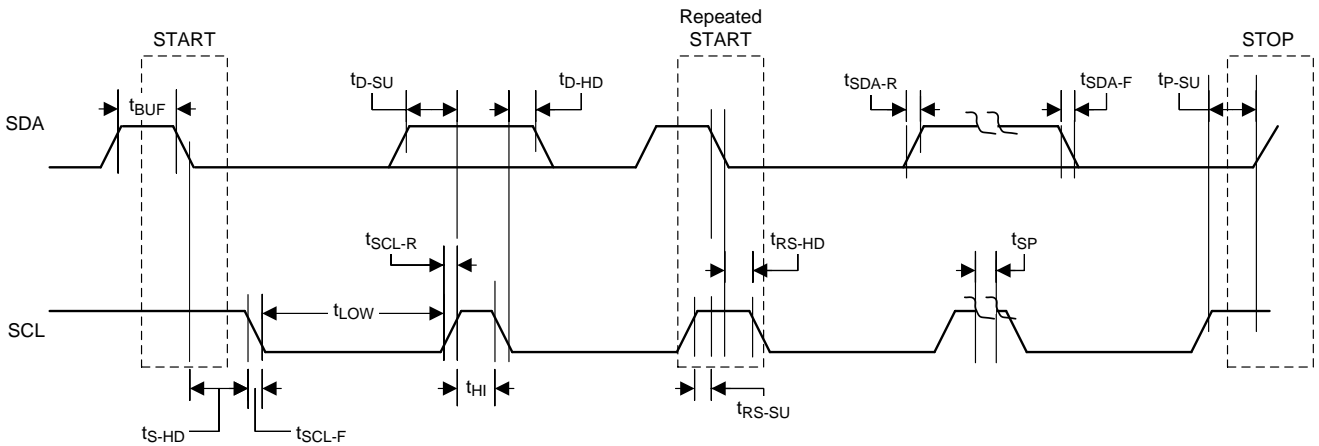 START
Repeated
START
STOP
tD-SU
tD-HD
tSDA-R
tSDA-F
tP-SU
tBUF
SDA
tSCL-R
tRS-HD
tSP
tLOW
SCL
tHI
tRS-SU
tS-HD
tSCL-F